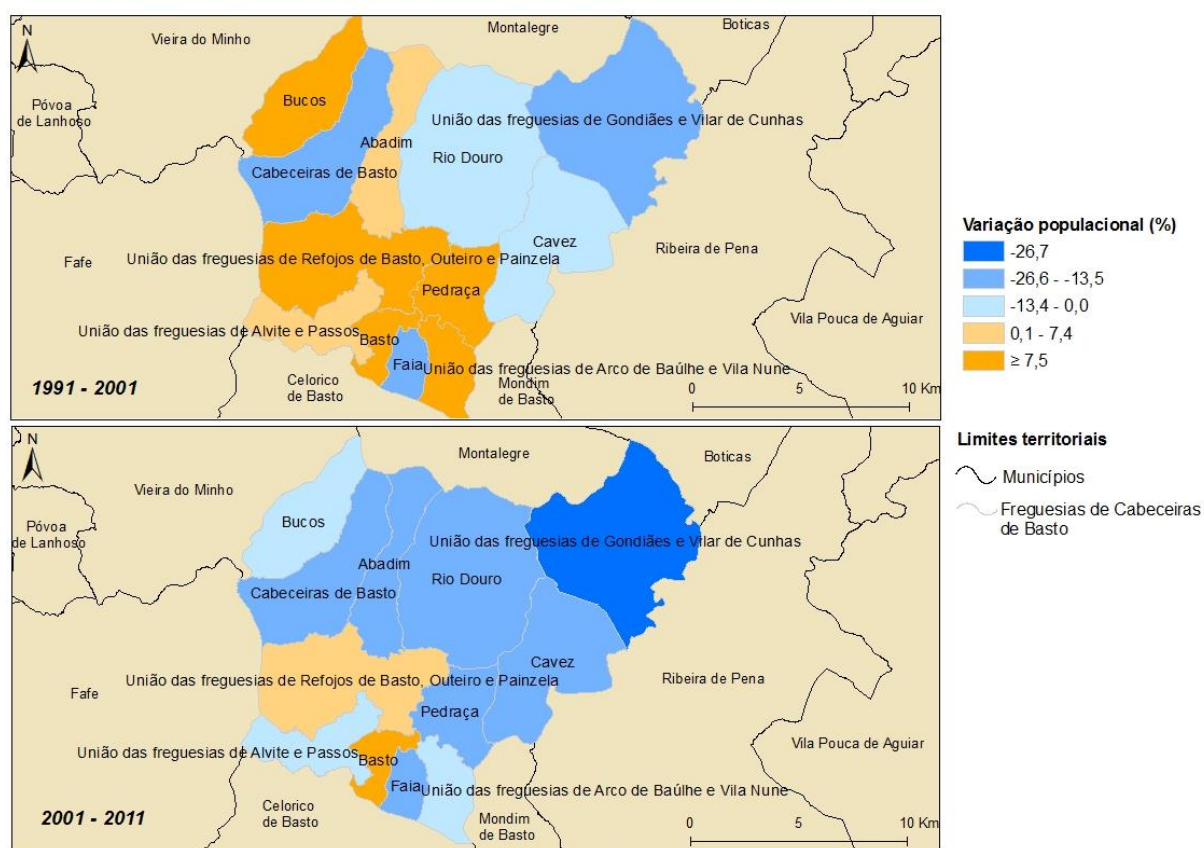 N
Vieira do Minho
Montalegre
Boticas
Póvoa
de Lanhoso
Bucos
União das freguesias de Gondiães e Vilar de Cunhas
Abadim
Rio Douro
Cabeceiras de Basto
Cavez
Ribeira de Pena
Fafe
União das freguesias de Refojos de Basto, Outeiro e Painzela
Pedraça
Vila Pouca de Aguiar
União das freguesias de Alvite e Passos
Basto
Faia
União das freguesias de Arco de Baúlhe e Vila Nune
Celorico
de Basto
Mondim
de Basto
1991 - 2001
0 5 10 Km
N
Montalegre
Boticas
Vieira do Minho
Póvoa
de Lanhoso
Bucos
União das freguesias de Gondiães e Vilar de Cunhas
Abadim
Rio Douro
Cabeceiras de Basto
Cavez
Ribeira de Pena
União das freguesias de Refojos de Basto, Outeiro e Painzela
Fafe
Pedraça
Vila Pouca de Aguiar
União das freguesias de Alvite e Passos
Basto
Faia
União das freguesias de Arco de Baúlhe e Vila Nune
Celorico
de Basto
Mondim
de Basto
2001 - 2011
0 5 10 Km
Variação populacional (%)
-26,7
-26,6 - -13,5
-13,4 - 0,0
0,1 - 7,4
≥ 7,5
Limites territoriais
Municípios
Freguesias de Cabeceiras
de Basto